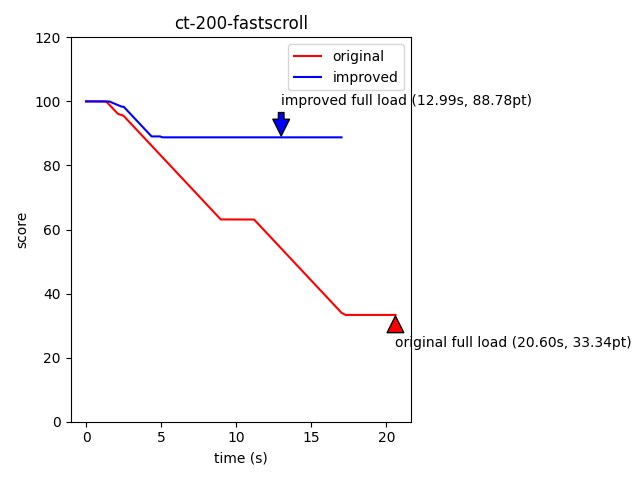 ct-200-fastscroll
120
100
80
60
40
20
0
score
original
improved
improved full load (12.99s, 88.78pt)
original full load (20.60s, 33.34pt)
0 5 10 15 20
time (s)